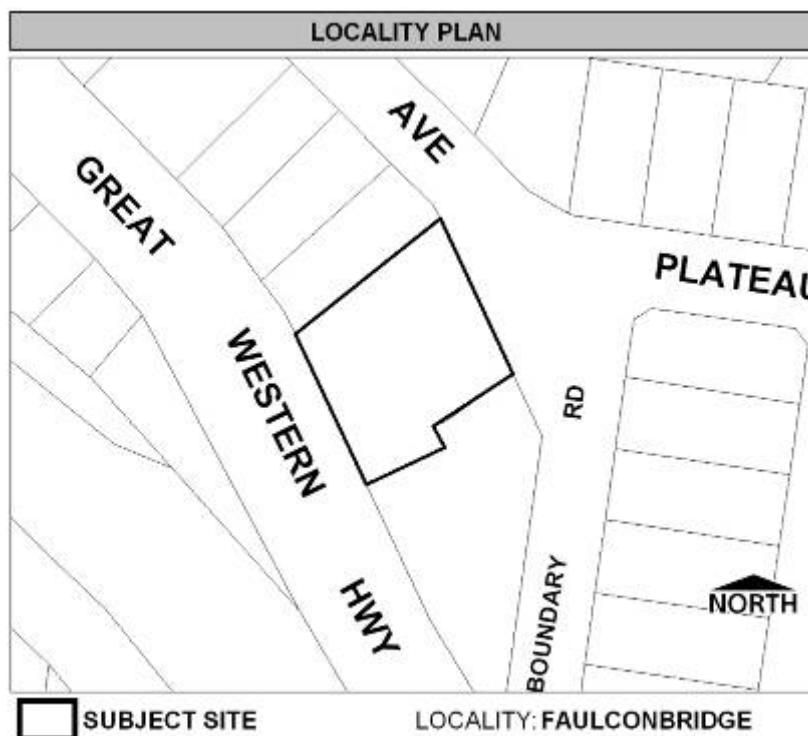 LOCALITY PLAN
AVE
GREAT
PLATEAU
WESTERN
RD
HWY
BOUNDARY
NORTH
SUBJECT SITE
LOCALITY: FAULCONBRIDGE